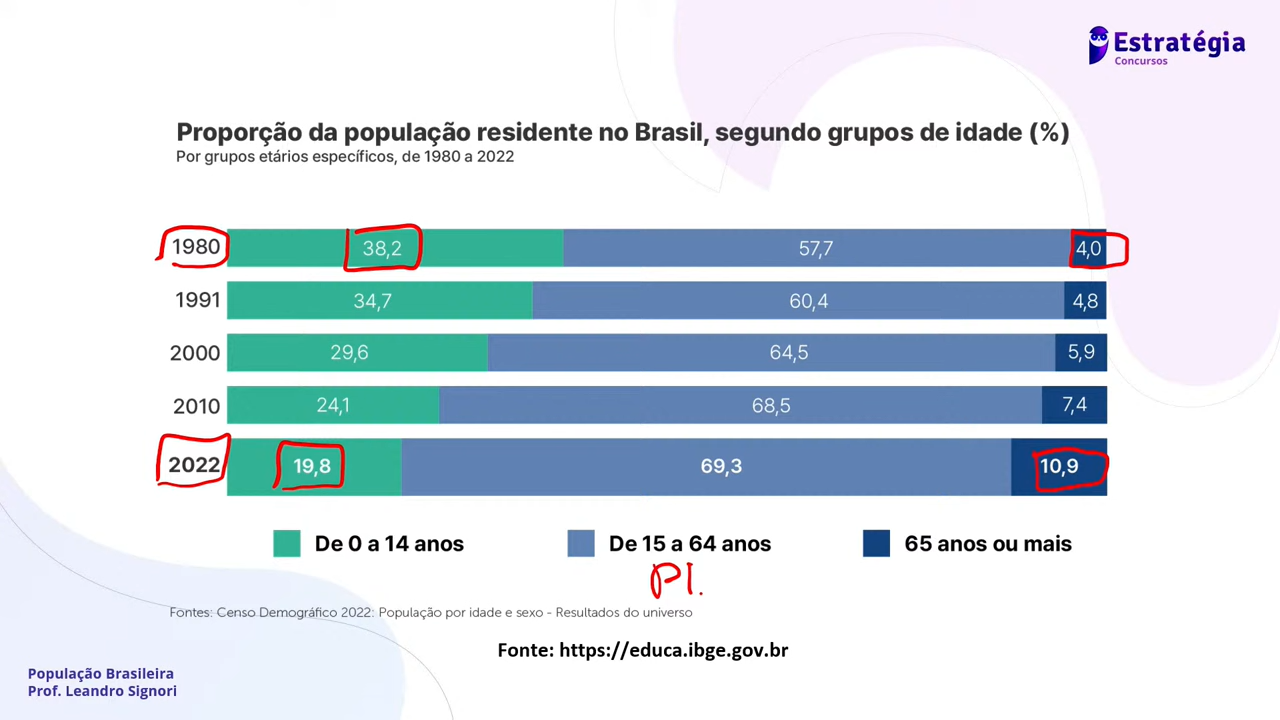 Estratégia
Concursos
Proporção da população residente no Brasil, segundo grupos de idade (%)
Por grupos etários específicos, de 1980 a 2022
1980 38,2 57,7 4,0
1991 34,7 60,4 4,8
2000 29,6 64,5 5,9
2010 24,1 68,5 7,4
2022 19,8 69,3 10,9
De 0 a 14 anos De 15 a 64 anos 65 anos ou mais
Fontes: Censo Demográfico 2022: População por idade e sexo - Resultados do universo
Fonte: https://educa.ibge.gov.br
População Brasileira
Prof. Leandro Signori